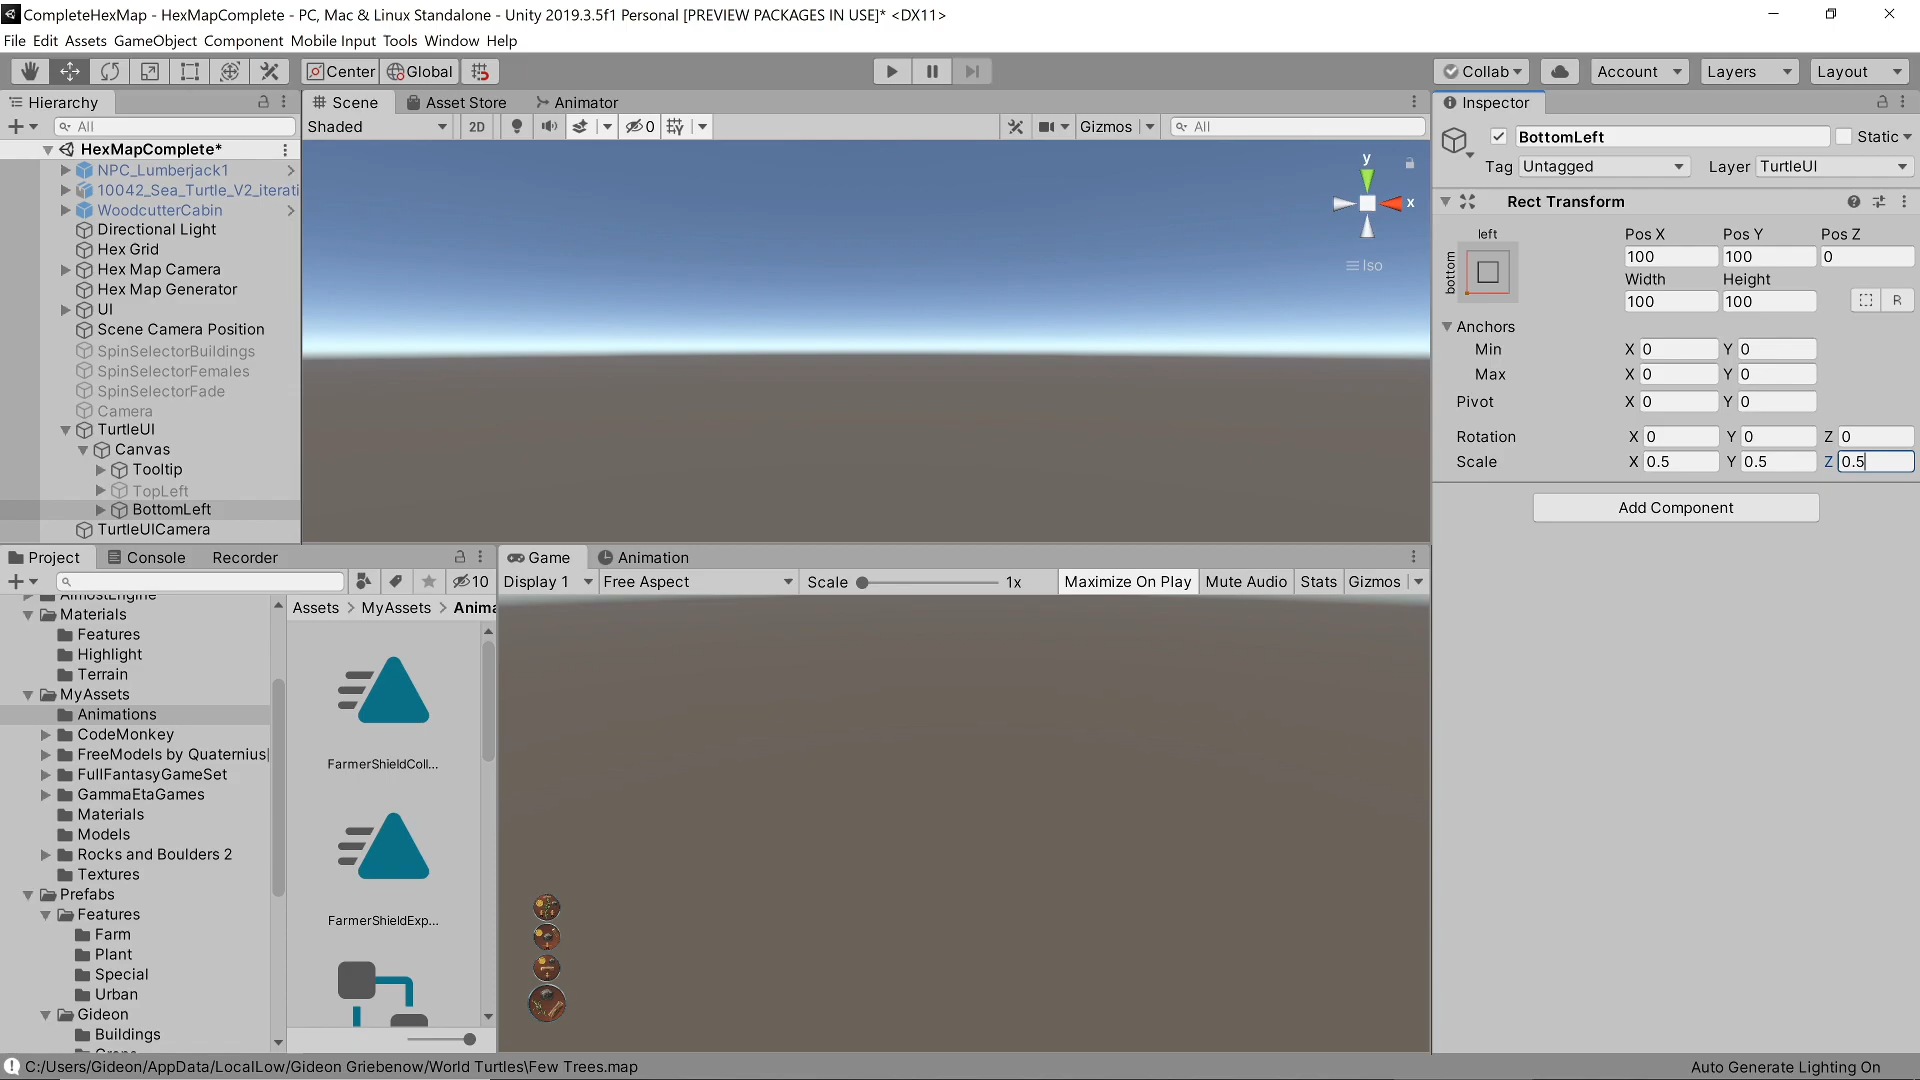 CompleteHexMap - HexMapComplete - PC, Mac & Linux Standalone - Unity 2019.3.5f1 Personal [PREVIEW PACKAGES IN USE]* <DX11>
File Edit Assets GameObject Component Mobile Input Tools Window Help
Center Global Collab Account Layers Layout
Hierarchy
All
HexMapComplete*
NPC_Lumberjack1
10042_Sea_Turtle_V2_iterati
WoodcutterCabin
Directional Light
Hex Grid
Hex Map Camera
Hex Map Generator
UI
Scene Camera Position
SpinSelectorBuildings
SpinSelectorFemales
SpinSelectorFade
Camera
TurtleUI
Canvas
Tooltip
TopLeft
BottomLeft
TurtleUICamera
Scene Asset Store Animator
Shaded 2D 0 Gizmos All
y
x
Iso
Inspector
BottomLeft Static
Tag Untagged Layer TurtleUI
Rect Transform
left
bottom
Pos X Pos Y Pos Z
100 100 0
Width Height
100 100 R
Anchors
Min X 0 Y 0
Max X 0 Y 0
Pivot X 0 Y 0
Rotation X 0 Y 0 Z 0
Scale X 0.5 Y 0.5 Z 0.5
Add Component
Project Console Recorder
10
Materials
Features
Highlight
Terrain
MyAssets
Animations
CodeMonkey
FreeModels by Quaternius
FullFantasyGameSet
GammaEtaGames
Materials
Models
Rocks and Boulders 2
Textures
Prefabs
Features
Farm
Plant
Special
Urban
Gideon
Buildings
Assets > MyAssets > Anima
FarmerShieldColl...
FarmerShieldExp...
Game Animation
Display 1 Free Aspect Scale 1x Maximize On Play Mute Audio Stats Gizmos
C:/Users/Gideon/AppData/LocalLow/Gideon Griebenow/World Turtles\Few Trees.map
Auto Generate Lighting On